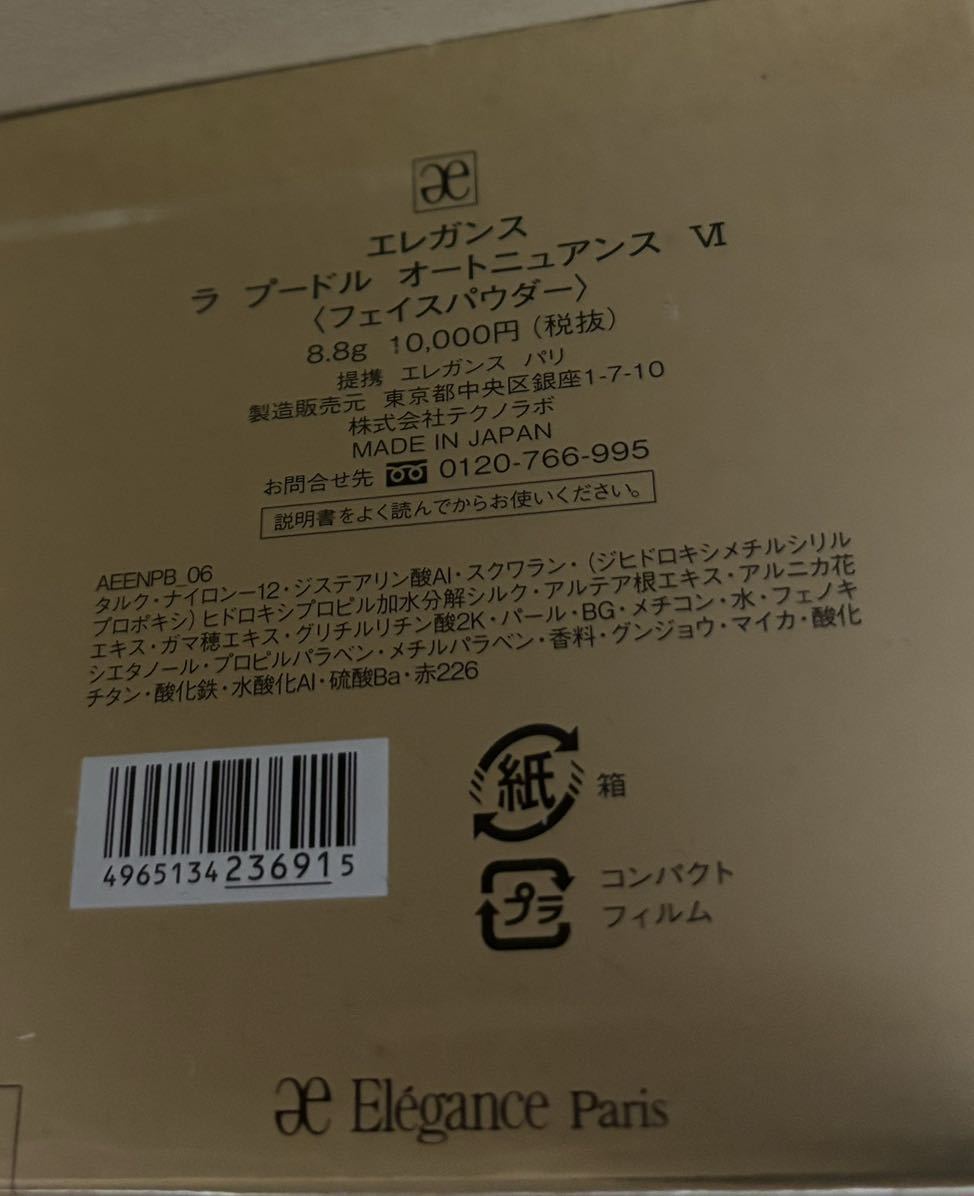 æ
エレガンス
ラ プードル オートニュアンス Ⅵ
〈フェイスパウダー〉
8.8g 10,000円（税抜）
提携 エレガンス パリ
製造販売元 東京都中央区銀座1-7-10
株式会社テクノラボ
MADE IN JAPAN
お問合せ先 0120-766-995
説明書をよく読んでからお使いください。
AEENPB_06
タルク・ナイロン－12・ジステアリン酸Al・スクワラン・（ジヒドロキシメチルシリル
プロポキシ）ヒドロキシプロピル加水分解シルク・アルテア根エキス・アルニカ花
エキス・ガマ穂エキス・グリチルリチン酸2K・パール・BG・メチコン・水・フェノキ
シエタノール・プロピルパラベン・メチルパラベン・香料・グンジョウ・マイカ・酸化
チタン・酸化鉄・水酸化Al・硫酸Ba・赤226
4965134236915
紙 箱
プラ コンパクト
フィルム
æ Elégance Paris